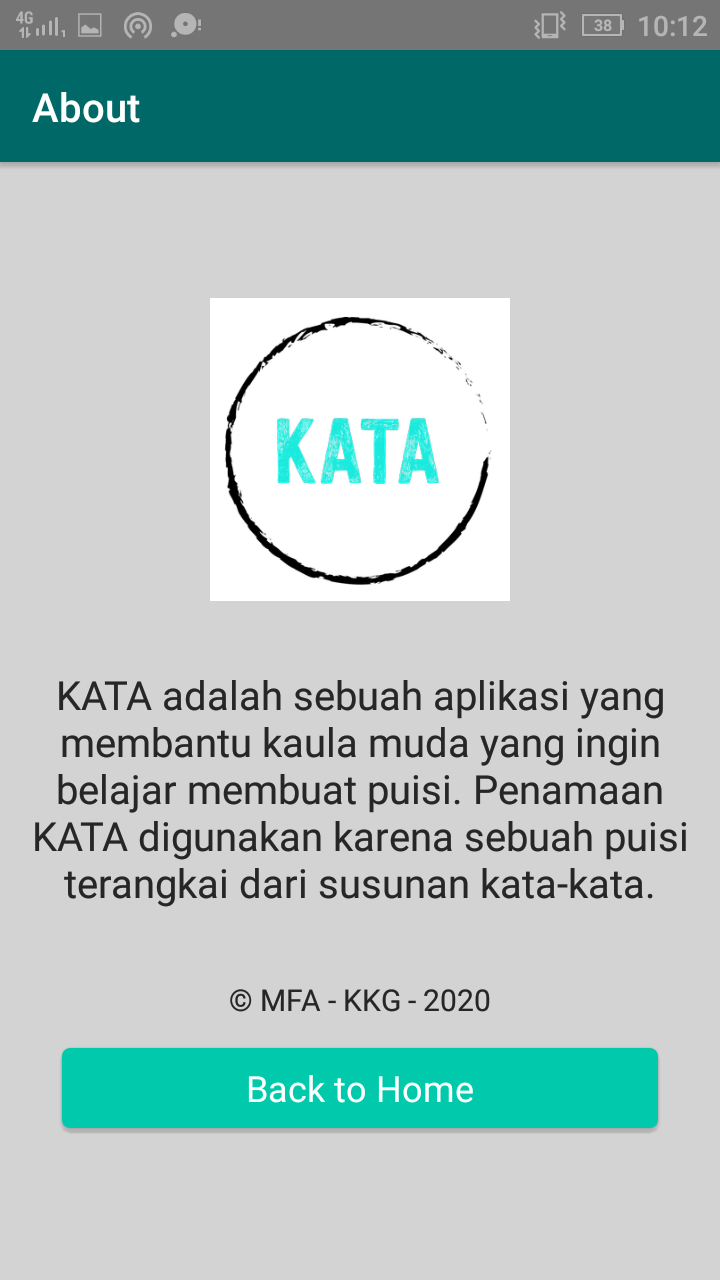 4G 1 38 10:12
About
KATA
KATA adalah sebuah aplikasi yang
membantu kaula muda yang ingin
belajar membuat puisi. Penamaan
KATA digunakan karena sebuah puisi
terangkai dari susunan kata-kata.
© MFA - KKG - 2020
Back to Home